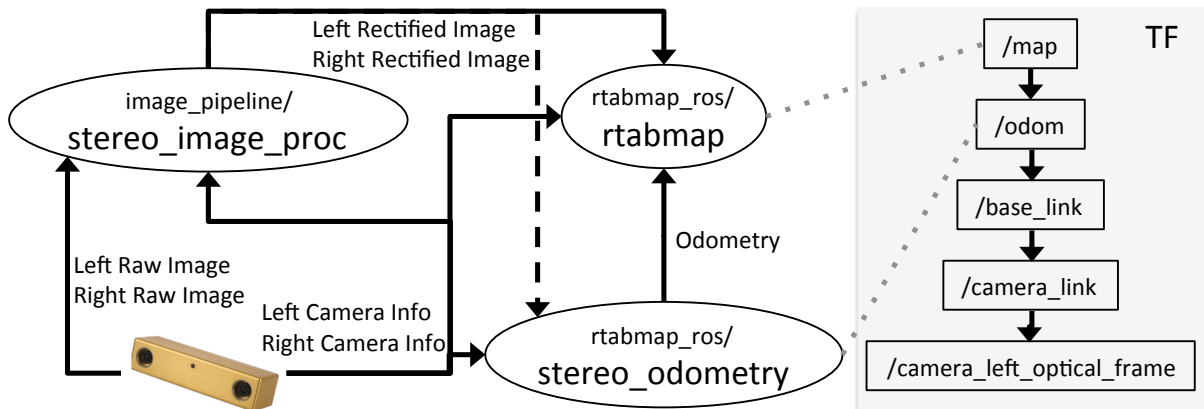 Left Rectified Image
Right Rectified Image
image_pipeline/
stereo_image_proc
rtabmap_ros/
rtabmap
Left Raw Image
Right Raw Image
Left Camera Info
Right Camera Info
Odometry
rtabmap_ros/
stereo_odometry
TF
/map
/odom
/base_link
/camera_link
/camera_left_optical_frame